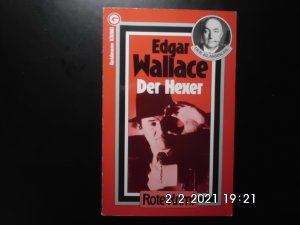 Edgar
Wallace
Der Hexer
Rote
2.2.2021 19:21